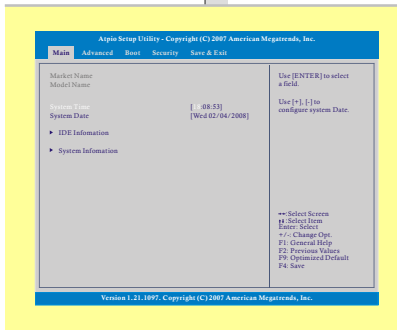 Atpio Setup Utility - Copyright (C) 2007 American Megatrends, Inc.
Main Advanced Boot Security Save & Exit
Market Name
Model Name
System Time [ :08:53]
System Date [Wed 02/04/2008]
IDE Infomation
System Infomation
Use [ENTER] to select
a field.
Use [+], [-] to
configure system Date.
↔:Select Screen
↕:Select Item
Enter: Select
+/-: Change Opt.
F1: General Help
F2: Previous Values
F9: Optimized Default
F4: Save
Version 1.21.1097. Copyright (C) 2007 American Megatrends, Inc.